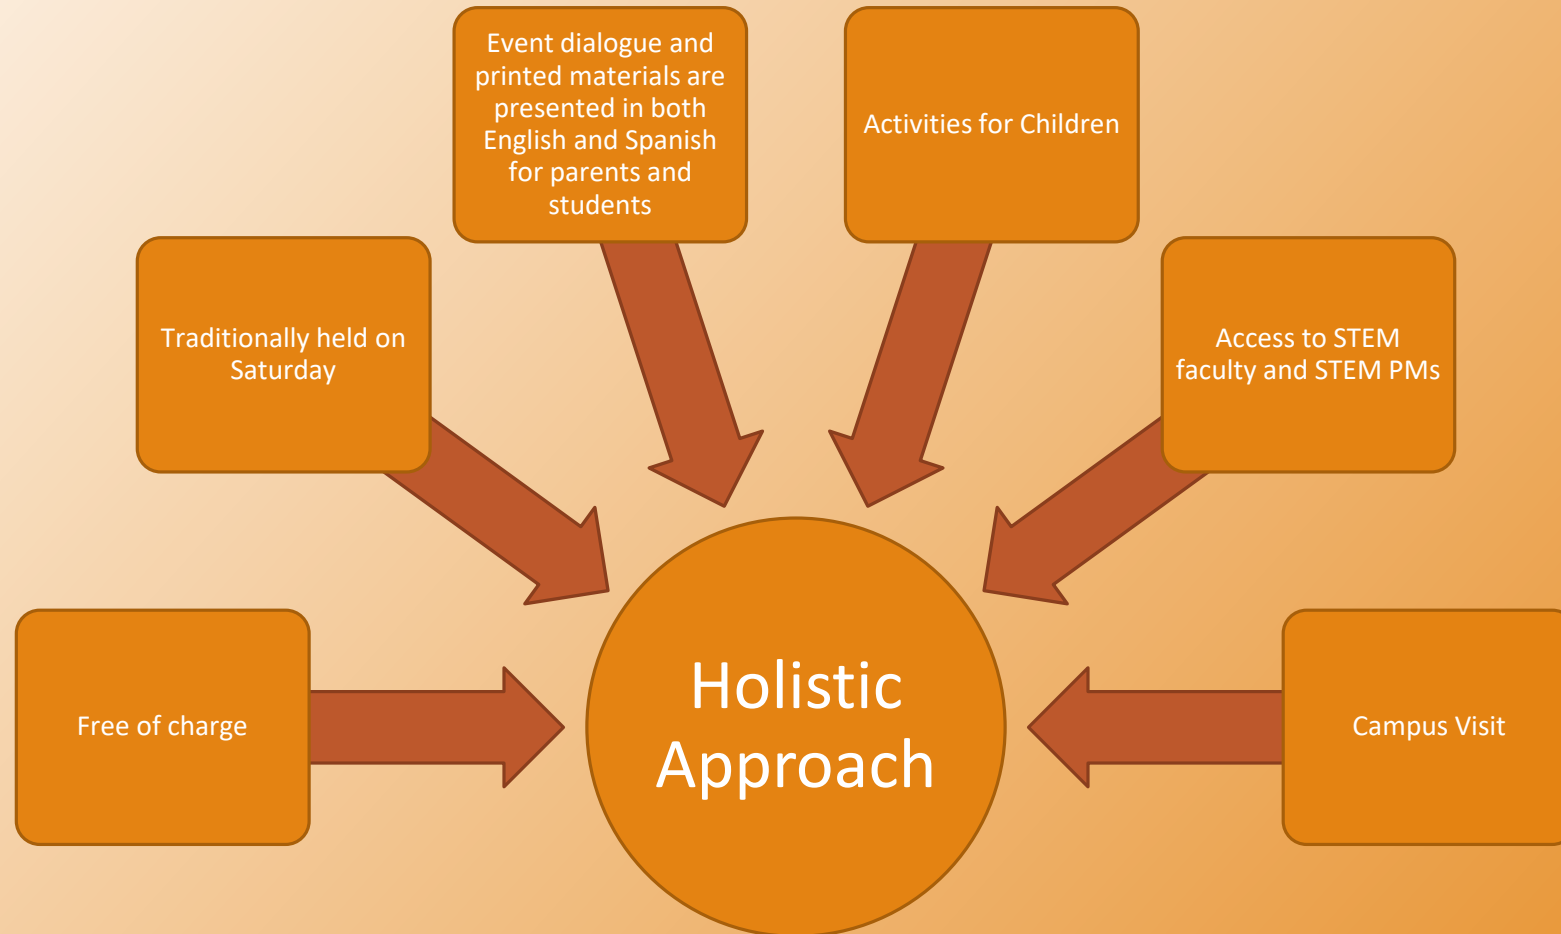 Event dialogue and
printed materials are
presented in both
English and Spanish
for parents and
students
Activities for Children
Traditionally held on
Saturday
Access to STEM
faculty and STEM PMs
Free of charge
Holistic
Approach
Campus Visit